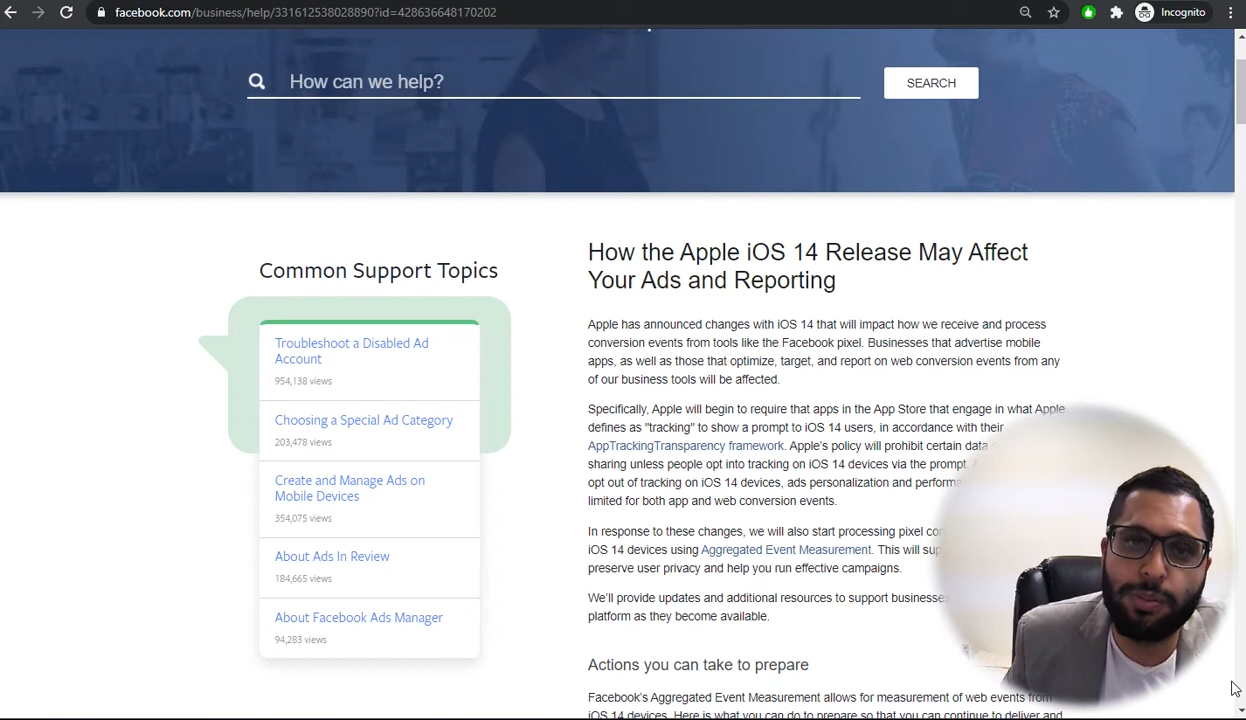 facebook.com/business/help/331612538028890?id=428636648170202
Incognito
How can we help?
SEARCH
Common Support Topics
Troubleshoot a Disabled Ad
Account
954,138 views
Choosing a Special Ad Category
203,478 views
Create and Manage Ads on
Mobile Devices
354,075 views
About Ads In Review
184,665 views
About Facebook Ads Manager
94,283 views
How the Apple iOS 14 Release May Affect
Your Ads and Reporting
Apple has announced changes with iOS 14 that will impact how we receive and process
conversion events from tools like the Facebook pixel. Businesses that advertise mobile
apps, as well as those that optimize, target, and report on web conversion events from any
of our business tools will be affected.
Specifically, Apple will begin to require that apps in the App Store that engage in what Apple
defines as "tracking" to show a prompt to iOS 14 users, in accordance with their
AppTrackingTransparency framework. Apple's policy will prohibit certain data
sharing unless people opt into tracking on iOS 14 devices via the prompt.
opt out of tracking on iOS 14 devices, ads personalization and
limited for both app and web conversion events.
In response to these changes, we will also start processing pixel
iOS 14 devices using Aggregated Event Measurement. This will
preserve user privacy and help you run effective campaigns.
We'll provide updates and additional resources to support
platform as they become available.
Actions you can take to prepare
Facebook's Aggregated Event Measurement allows for measurement of web events from
iOS 14 devices. Here is what you can do to prepare so that you can continue to deliver and